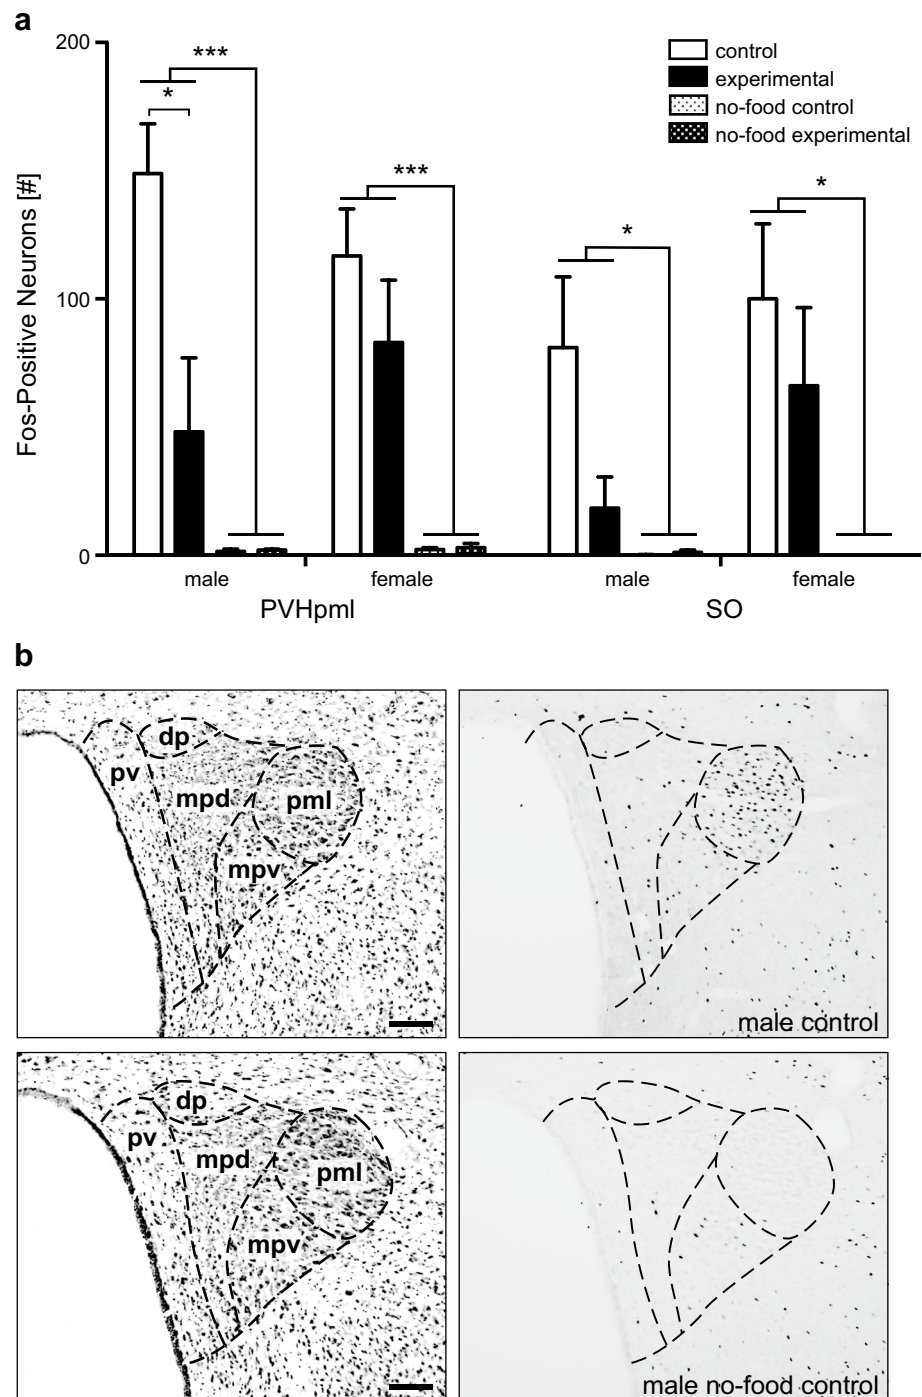 a
200
100
0
Fos-Positive Neurons [#]
control
experimental
no-food control
no-food experimental
***
*
***
*
*
male
female
male
female
PVHpml
SO
b
dp
pv
mpd
pml
mpv
male control
dp
pv
mpd
pml
mpv
male no-food control